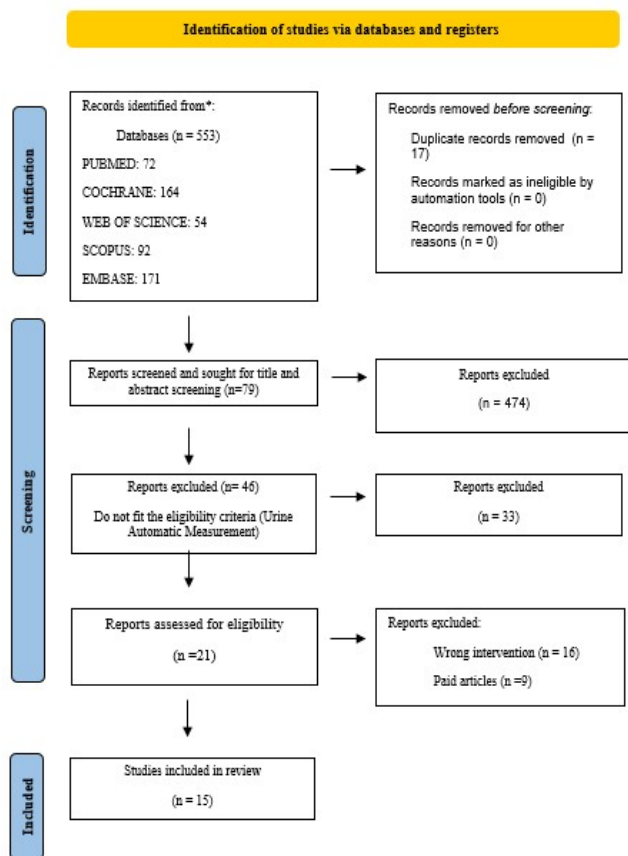 Identification of studies via databases and registers
Identification
Records identified from*:
Databases (n = 553)
PUBMED: 72
COCHRANE: 164
WEB OF SCIENCE: 54
SCOPUS: 92
EMBASE: 171
Records removed before screening:
Duplicate records removed (n =
17)
Records marked as ineligible by
automation tools (n = 0)
Records removed for other
reasons (n = 0)
Screening
Reports screened and sought for title and
abstract screening (n=79)
Reports excluded
(n = 474)
Reports excluded (n= 46)
Do not fit the eligibility criteria (Urine
Automatic Measurement)
Reports excluded
(n = 33)
Reports assessed for eligibility
(n =21)
Reports excluded:
Wrong intervention (n = 16)
Paid articles (n =9)
Included
Studies included in review
(n = 15)